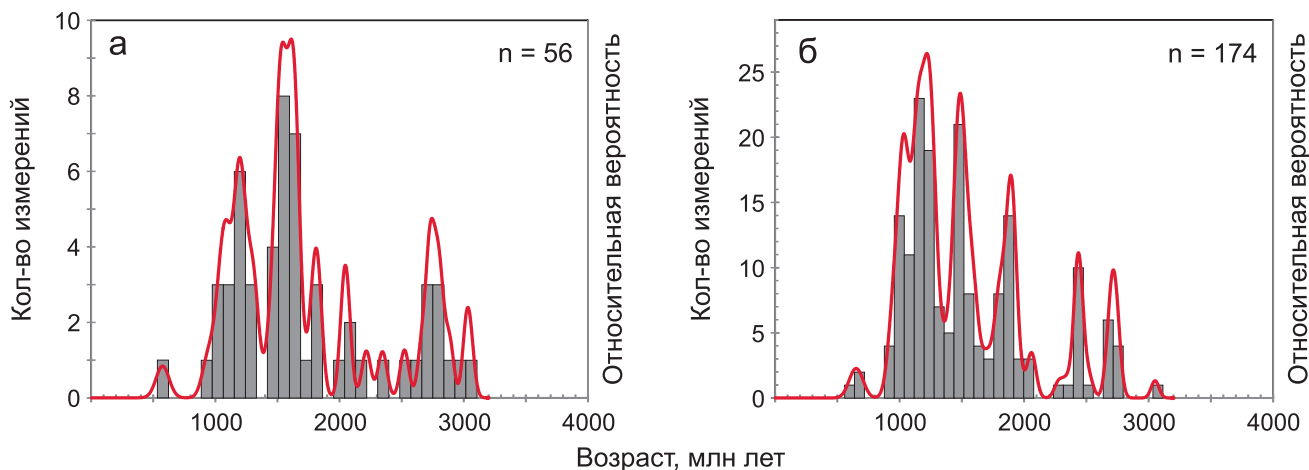 а
n = 56
Кол-во измерений
Относительная вероятность
10
8
6
4
2
0
1000
2000
3000
4000
б
n = 174
Кол-во измерений
Относительная вероятность
25
20
15
10
5
0
1000
2000
3000
4000
Возраст, млн лет